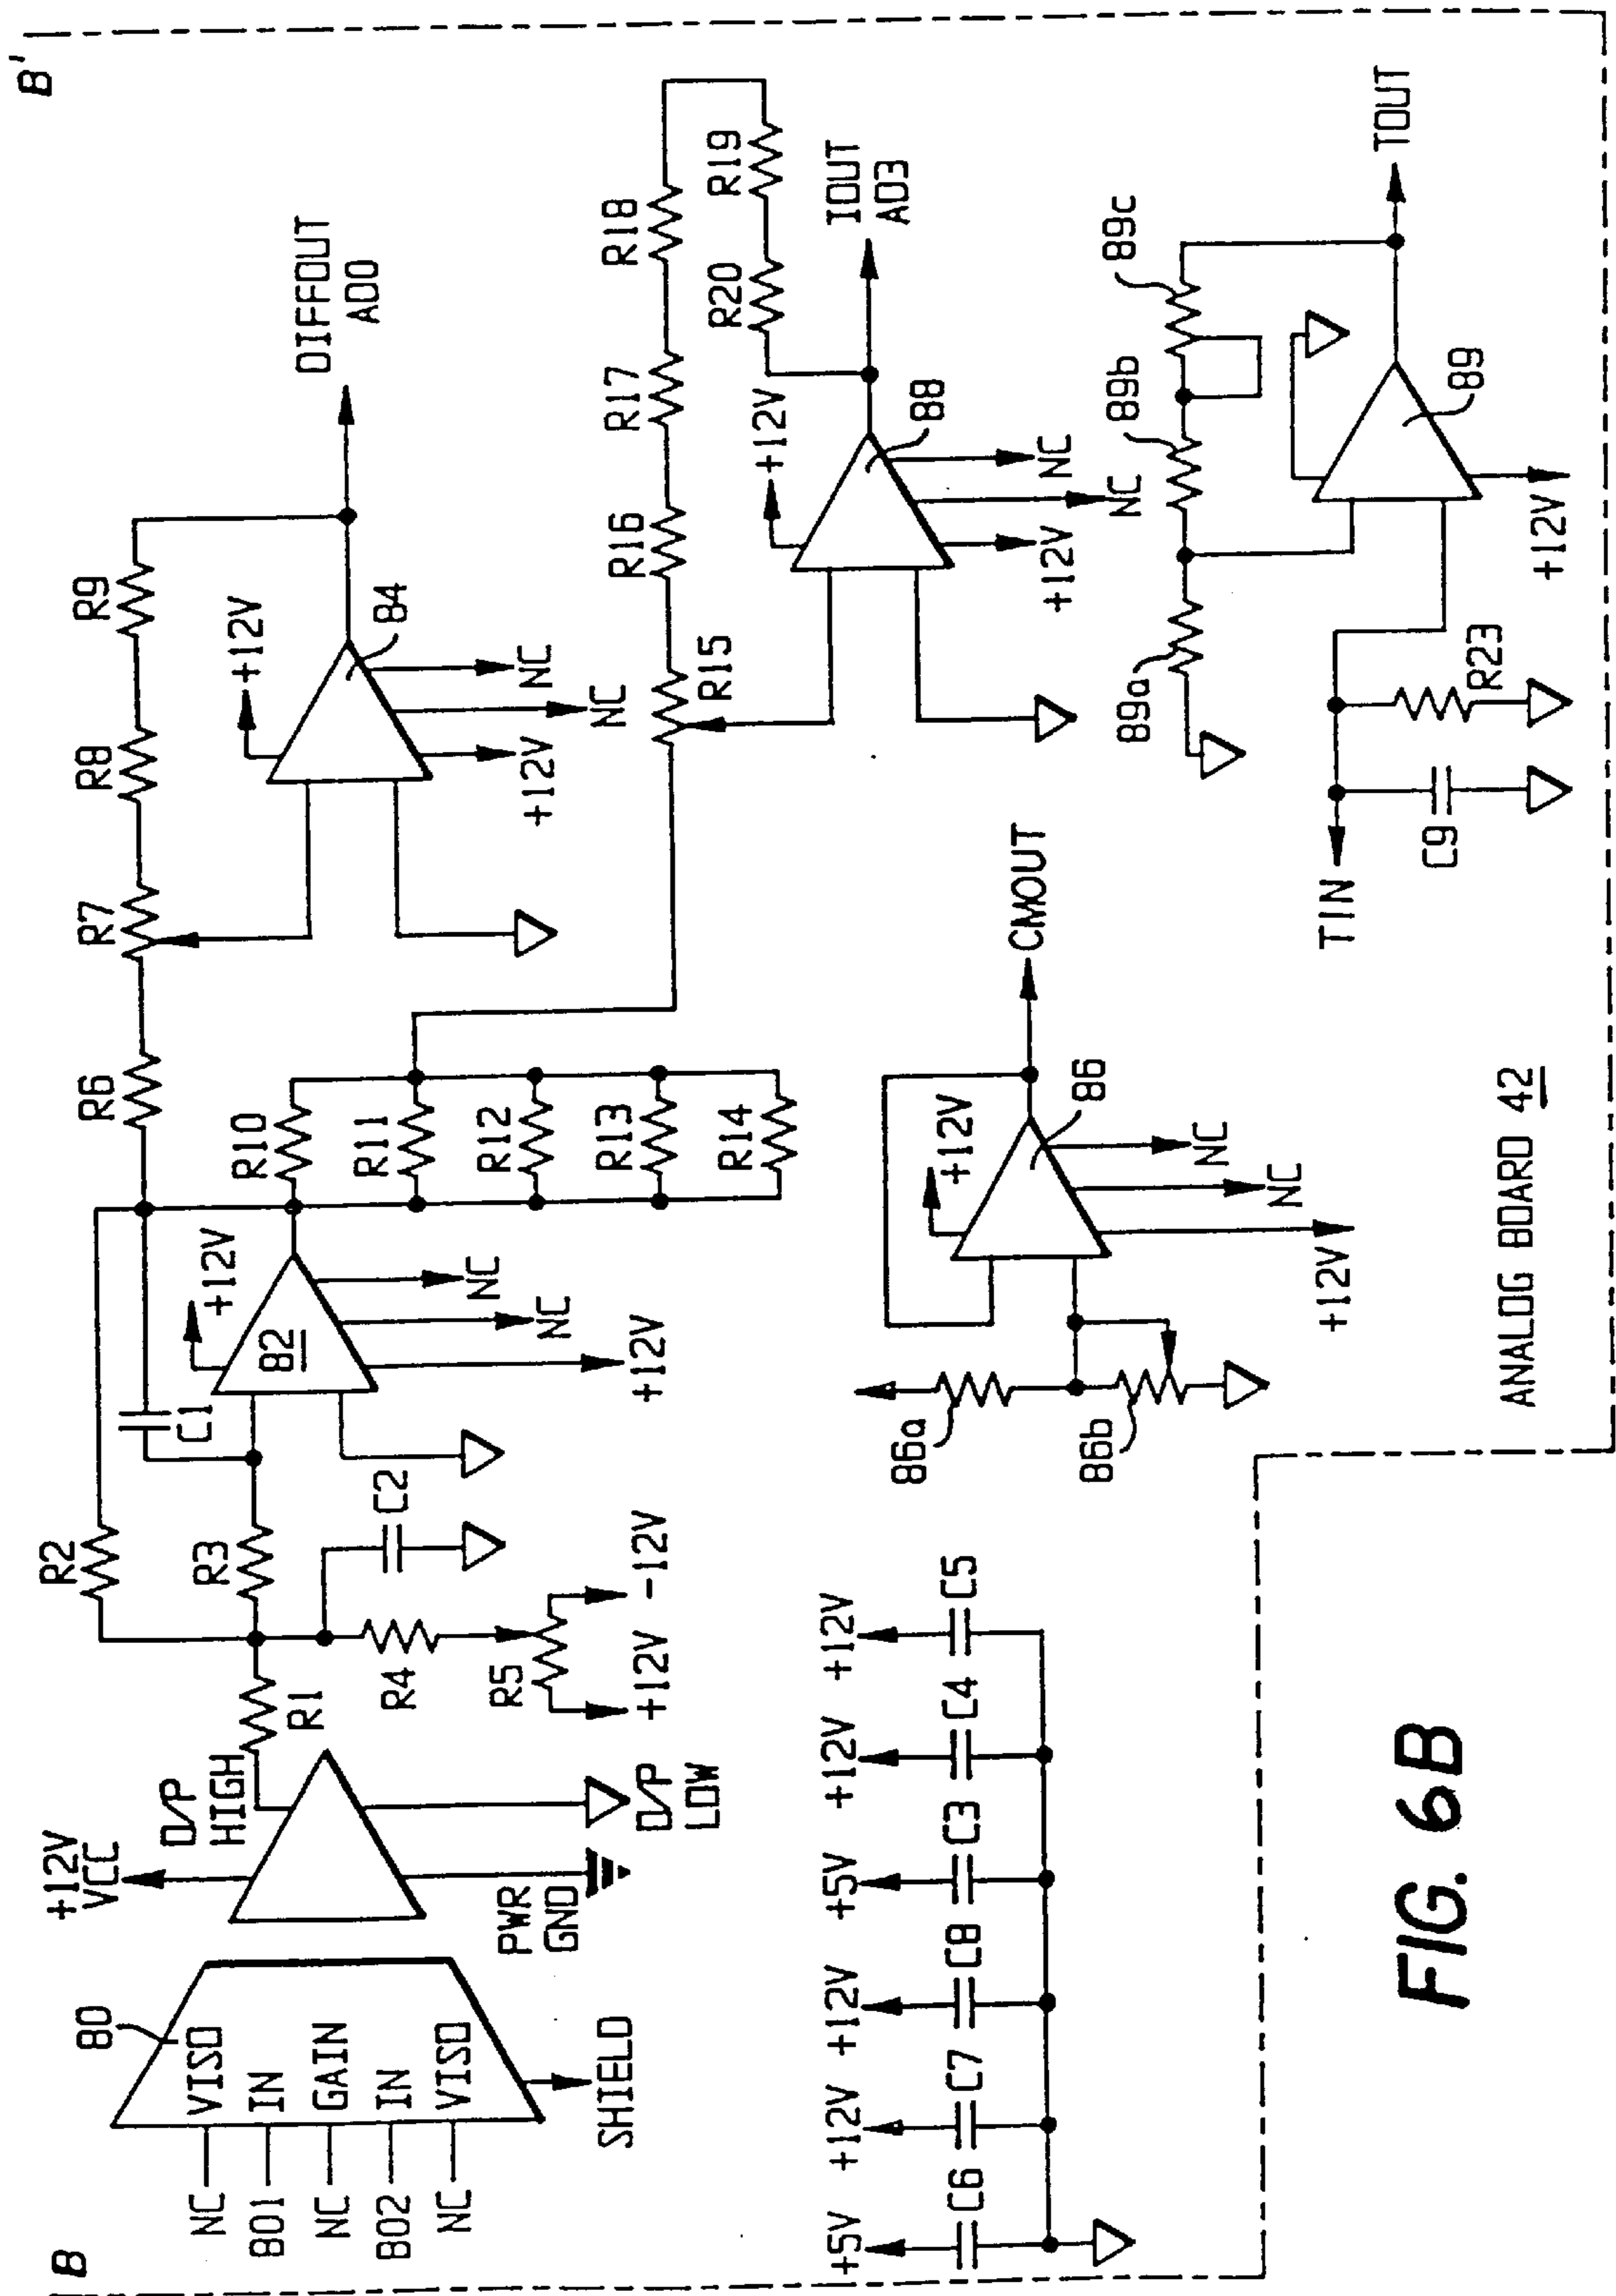 B
B'
80
NC
VISO
BO1
IN
NC
GAIN
BO2
IN
NC
VISO
SHIELD
+12V
VCC
O/P
HIGH
PWR
GND
O/P
LOW
R1
R2
R3
R4
R5
+12V
-12V
C1
C2
82
+12V
NC
NC
+12V
R6
R7
R8
R9
+12V
84
NC
NC
+12V
DIFFOUT
AD0
R10
R11
R12
R13
R14
R15
R16
R17
R18
R19
R20
+12V
88
NC
NC
+12V
IOUT
AD3
+5V
+12V
+12V
+5V
+12V
+12V
C6
C7
C8
C3
C4
C5
86a
86b
+12V
86
NC
NC
+12V
CMOUT
89a
89b
89c
89
TIN
C9
R23
+12V
TOUT
ANALOG BOARD 42
FIG. 6B